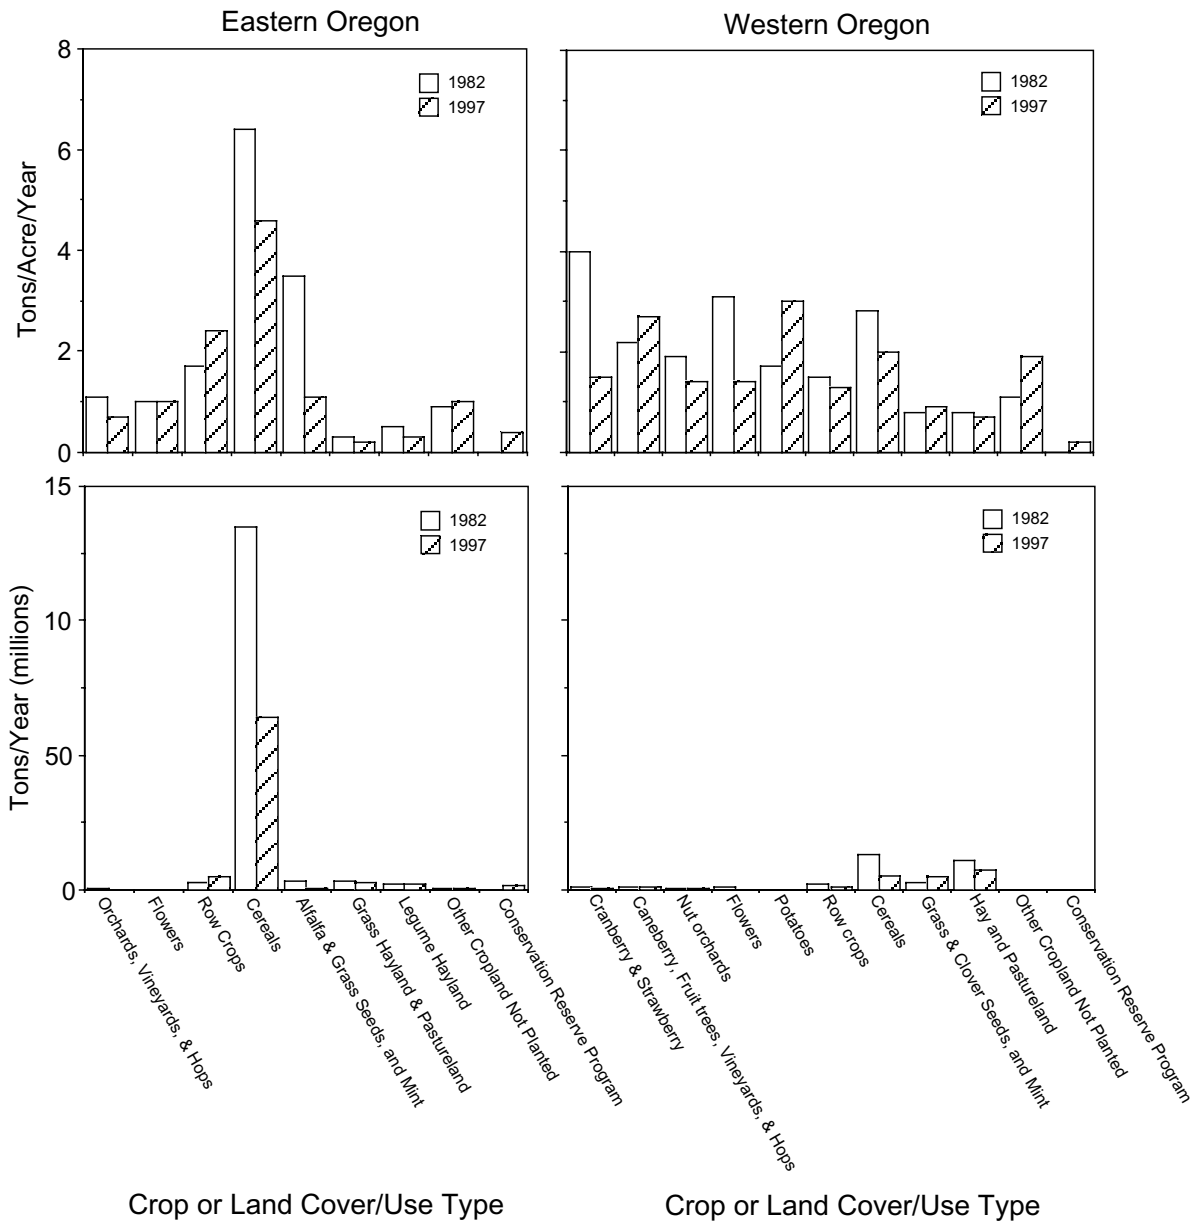 Eastern Oregon
Western Oregon
8
6
4
2
0
Tons/Acre/Year
1982
1997
1982
1997
15
10
50
0
Tons/Year (millions)
1982
1997
1982
1997
Orchards, Vineyards, & Hops
Flowers
Row Crops
Cereals
Alfalfa & Grass Seeds, and Mint
Grass Hayland & Pastureland
Legume Hayland
Other Cropland Not Planted
Conservation Reserve Program
Cranberry & Strawberry
Caneberry, Fruit trees, Vineyards, & Hops
Nut orchards
Flowers
Potatoes
Row crops
Cereals
Grass & Clover Seeds, and Mint
Hay and Pastureland
Other Cropland Not Planted
Conservation Reserve Program
Crop or Land Cover/Use Type
Crop or Land Cover/Use Type